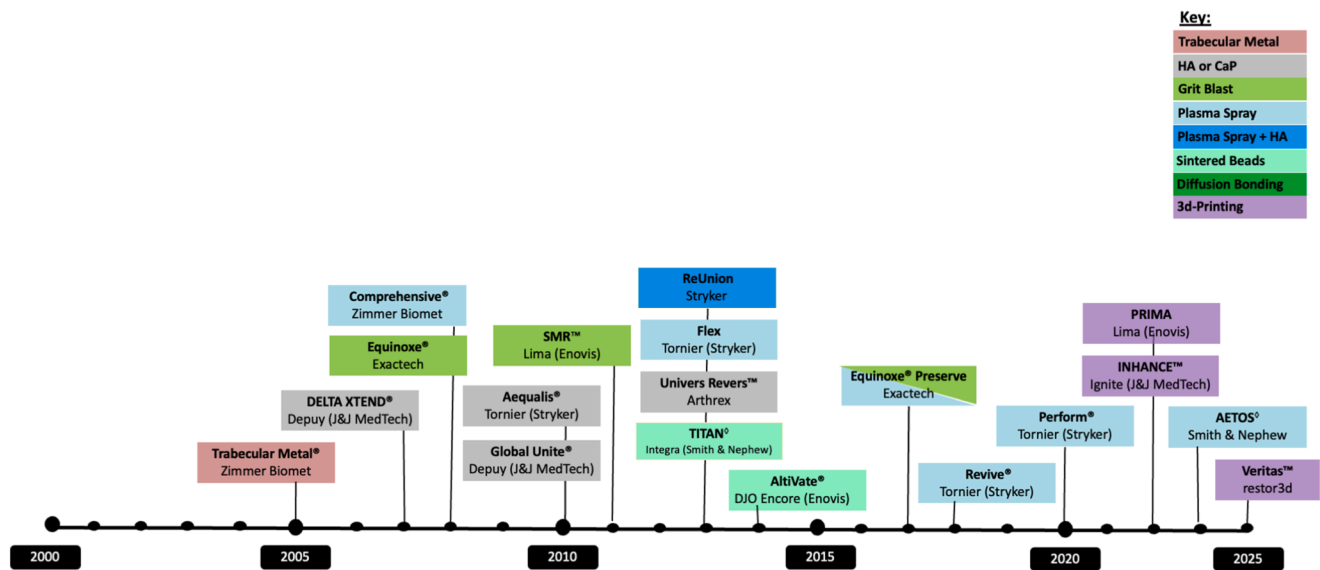 Key:
Trabecular Metal
HA or CaP
Grit Blast
Plasma Spray
Plasma Spray + HA
Sintered Beads
Diffusion Bonding
3d-Printing
Comprehensive®
Zimmer Biomet
Equinoxe®
Exactech
DELTA XTEND®
Depuy (J&J MedTech)
Trabecular Metal®
Zimmer Biomet
SMR™
Lima (Enovis)
Aequalis®
Tornier (Stryker)
Global Unite®
Depuy (J&J MedTech)
ReUnion
Stryker
Flex
Tornier (Stryker)
Univers Revers™
Arthrex
TITAN◊
Integra (Smith & Nephew)
AltiVate®
DJO Encore (Enovis)
Equinoxe® Preserve
Exactech
Revive®
Tornier (Stryker)
Perform®
Tornier (Stryker)
PRIMA
Lima (Enovis)
INHANCE™
Ignite (J&J MedTech)
AETOS◊
Smith & Nephew
Veritas™
restor3d
2000
2005
2010
2015
2020
2025